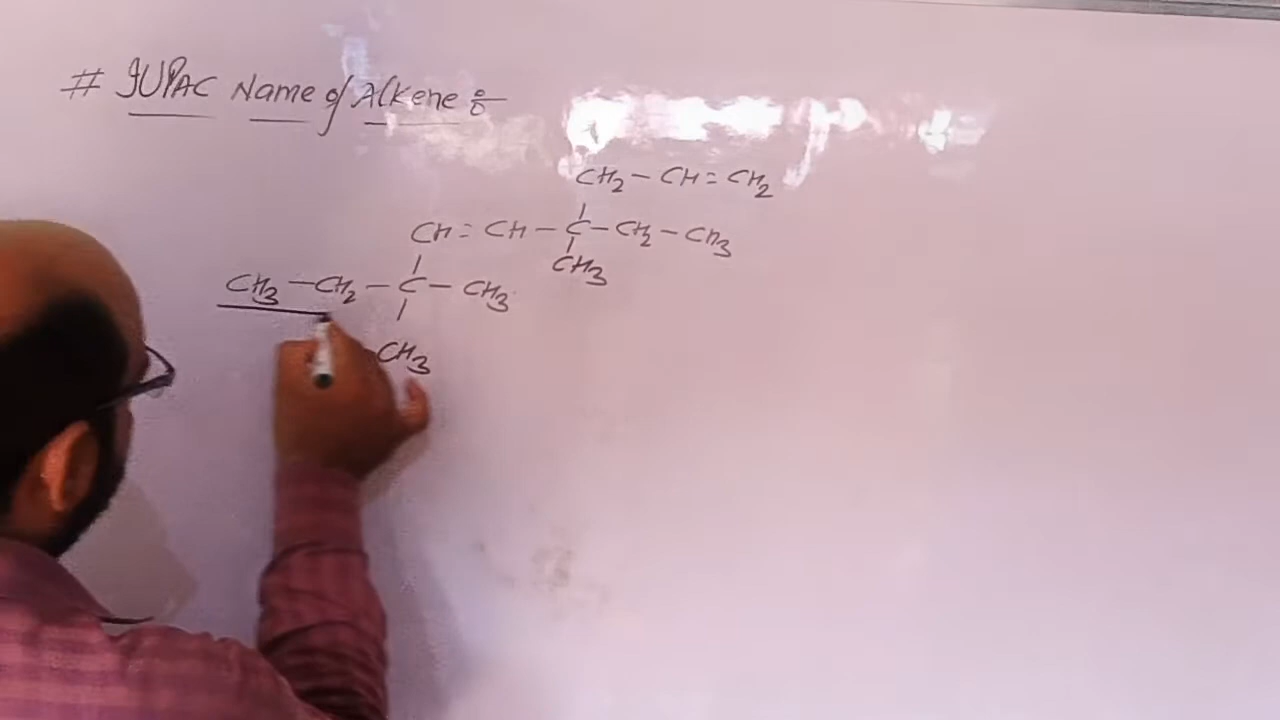 # IUPAC Name of Alkene :-
CH₂ - CH = CH₂
|
CH = CH - C - CH₂ - CH₃
| |
CH₃
CH₃ - CH₂ - C - CH₃
|
CH₃